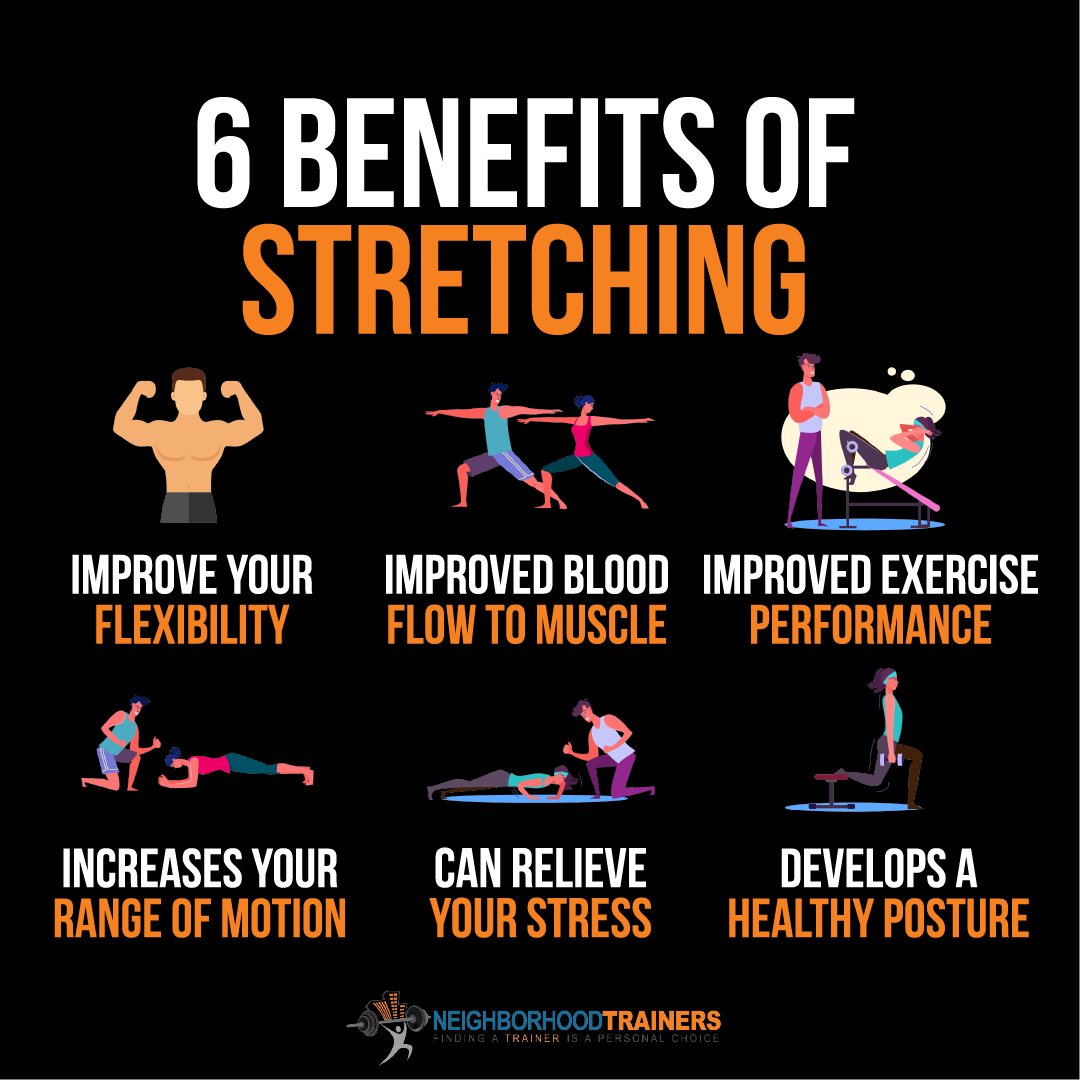 6 BENEFITS OF
STRETCHING
IMPROVE YOUR
FLEXIBILITY
IMPROVED BLOOD
FLOW TO MUSCLE
IMPROVED EXERCISE
PERFORMANCE
INCREASES YOUR
RANGE OF MOTION
CAN RELIEVE
YOUR STRESS
DEVELOPS A
HEALTHY POSTURE
NEIGHBORHOODTRAINERS
FINDING A TRAINER IS A PERSONAL CHOICE